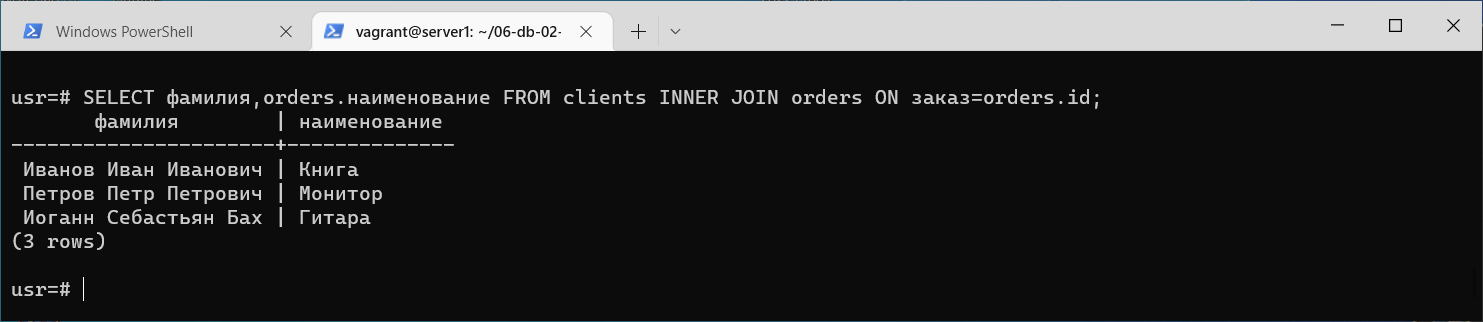 Windows PowerShell
vagrant@server1: ~/06-db-02-
usr=# SELECT фамилия,orders.наименование FROM clients INNER JOIN orders ON заказ=orders.id;
       фамилия        | наименование
----------------------+--------------
 Иванов Иван Иванович | Книга
 Петров Петр Петрович | Монитор
 Иоганн Себастьян Бах | Гитара
(3 rows)
usr=#